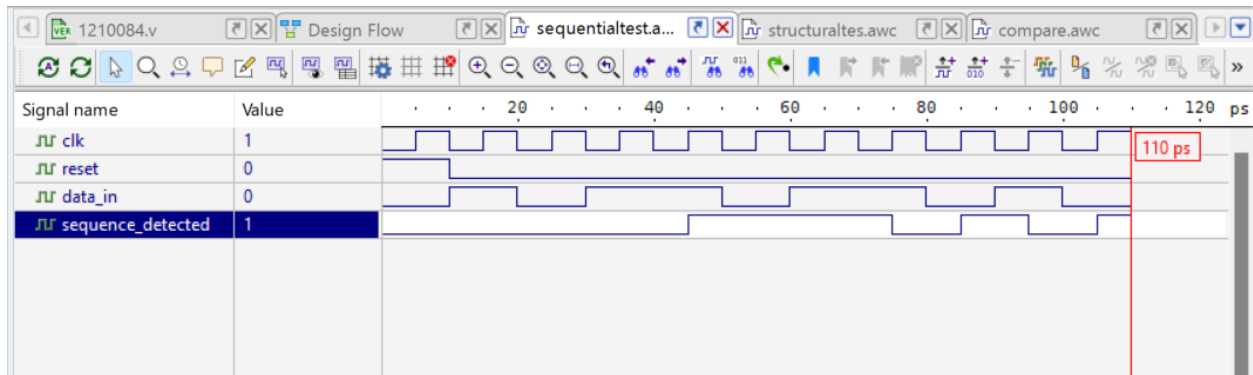 1210084.v Design Flow sequentialtest.a... structuraltes.awc compare.awc
Signal name Value 20 40 60 80 100 120 ps
clk 1 110 ps
reset 0
data_in 0
sequence_detected 1